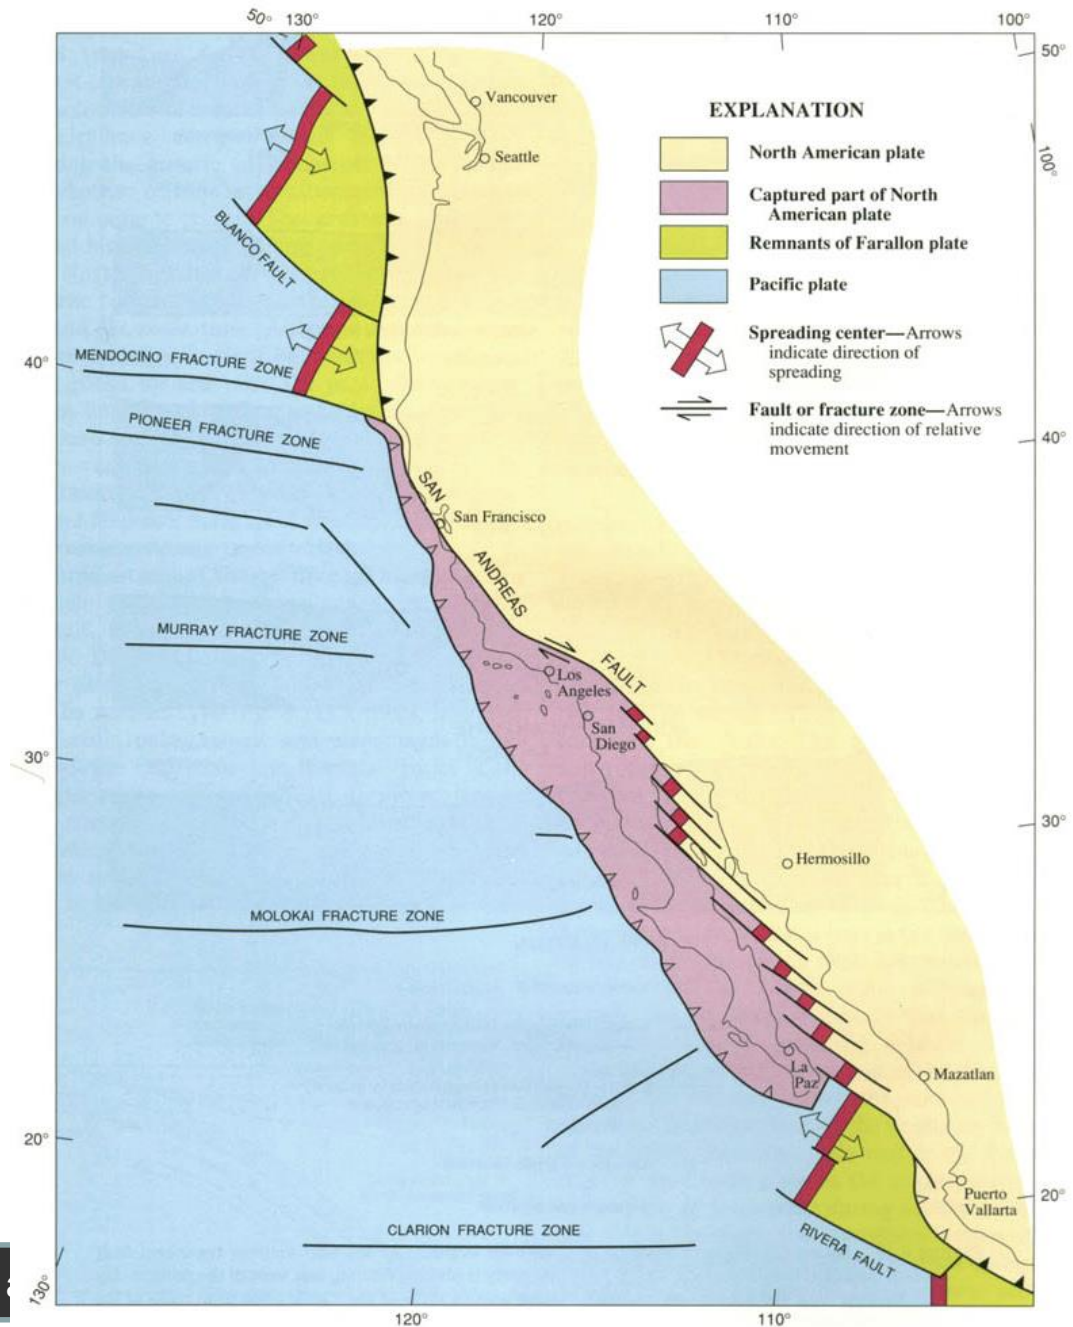 50° 130° 120° 110° 100°
50°
100°
40°
40°
30°
30°
20°
20°
130°
120° 110°
EXPLANATION
North American plate
Captured part of North
American plate
Remnants of Farallon plate
Pacific plate
Spreading center—Arrows
indicate direction of
spreading
Fault or fracture zone—Arrows
indicate direction of relative
movement
Vancouver
Seattle
BLANCO FAULT
MENDOCINO FRACTURE ZONE
PIONEER FRACTURE ZONE
SAN ANDREAS FAULT
San Francisco
MURRAY FRACTURE ZONE
Los
Angeles
San
Diego
Hermosillo
MOLOKAI FRACTURE ZONE
La
Paz
Mazatlan
Puerto
Vallarta
CLARION FRACTURE ZONE
RIVERA FAULT